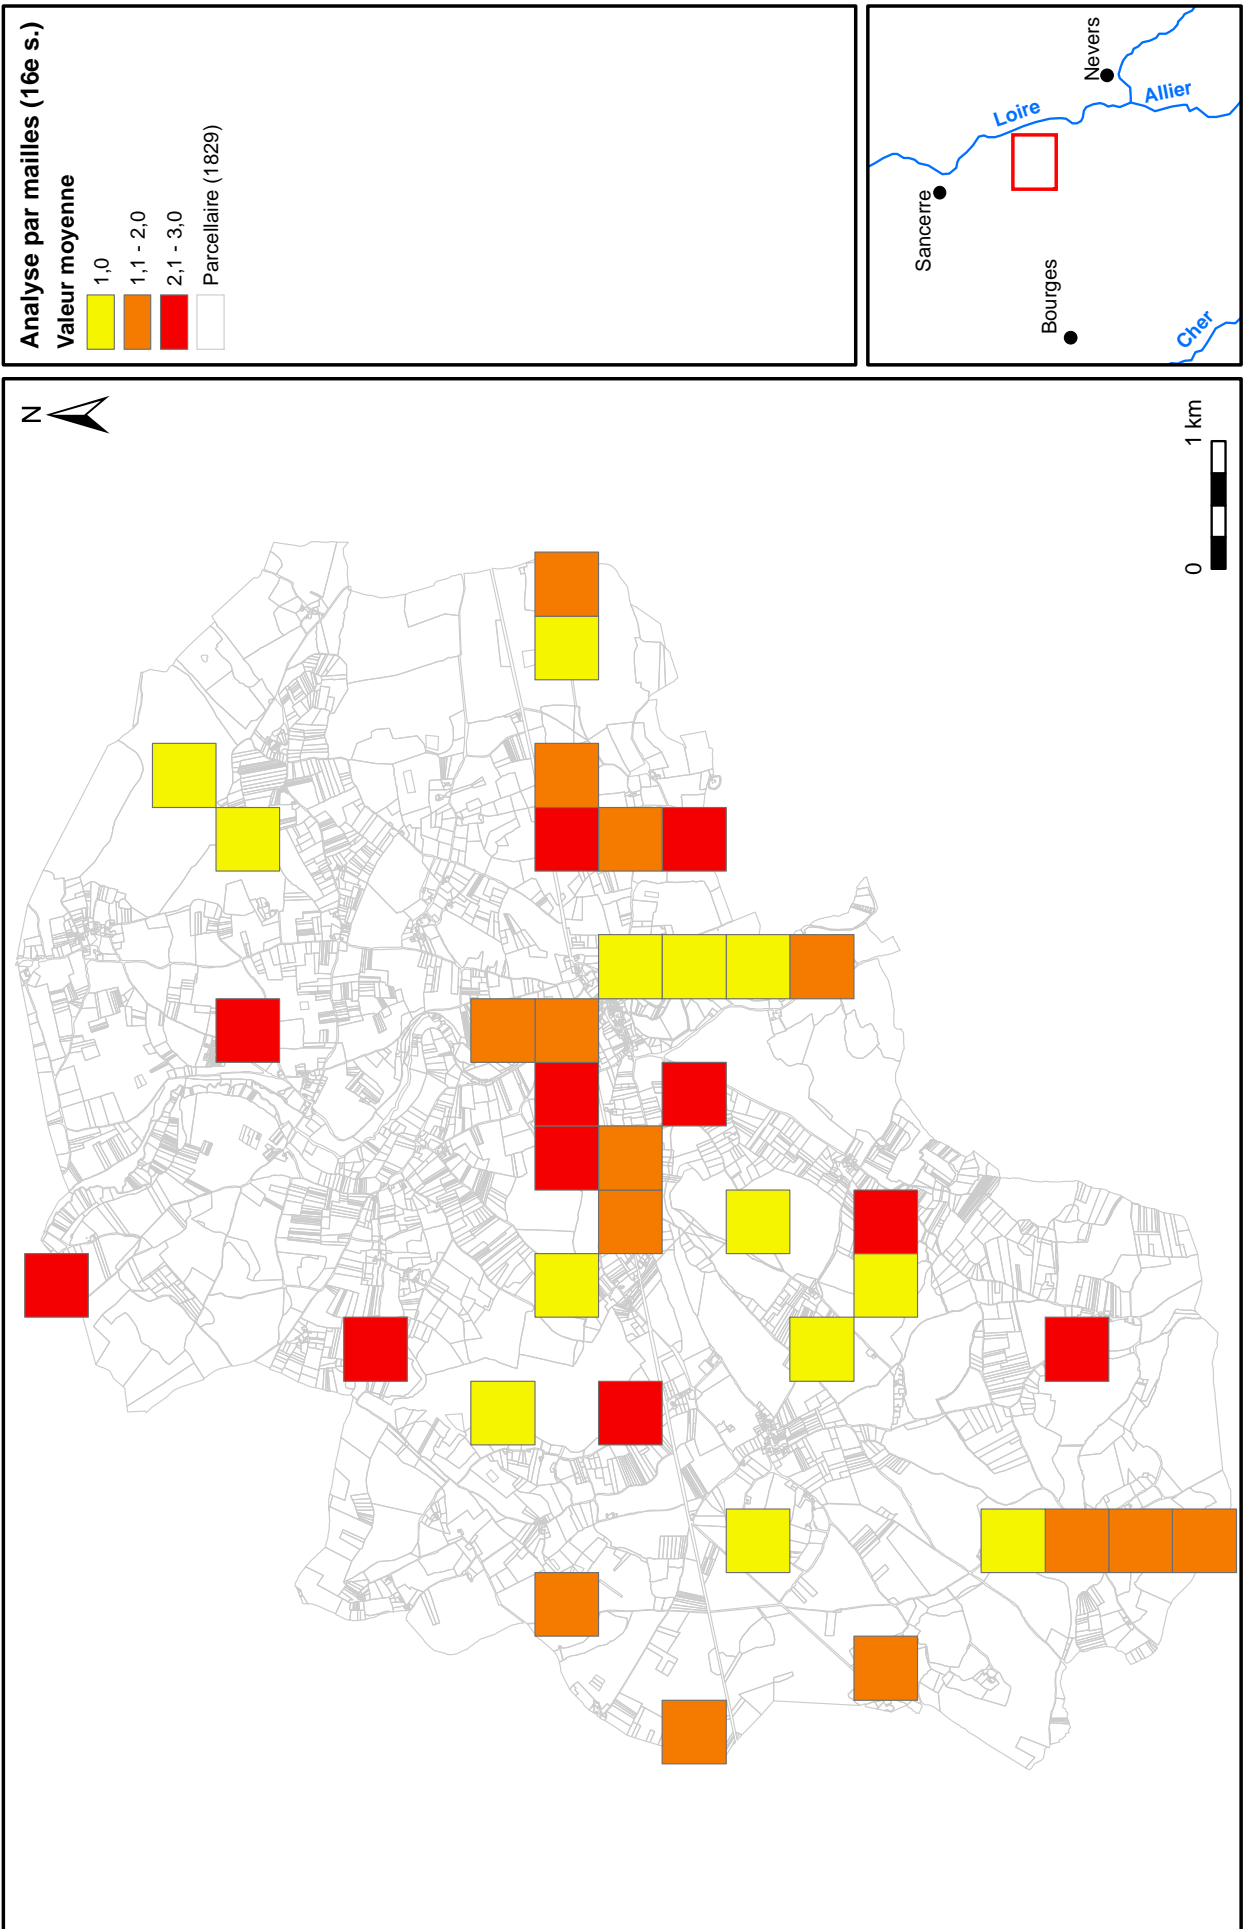 Analyse par mailles (16e s.)
Valeur moyenne
1,0
1,1 - 2,0
2,1 - 3,0
Parcellaire (1829)
Sancerre
Loire
Nevers
Allier
Bourges
Cher
N
0
1 km